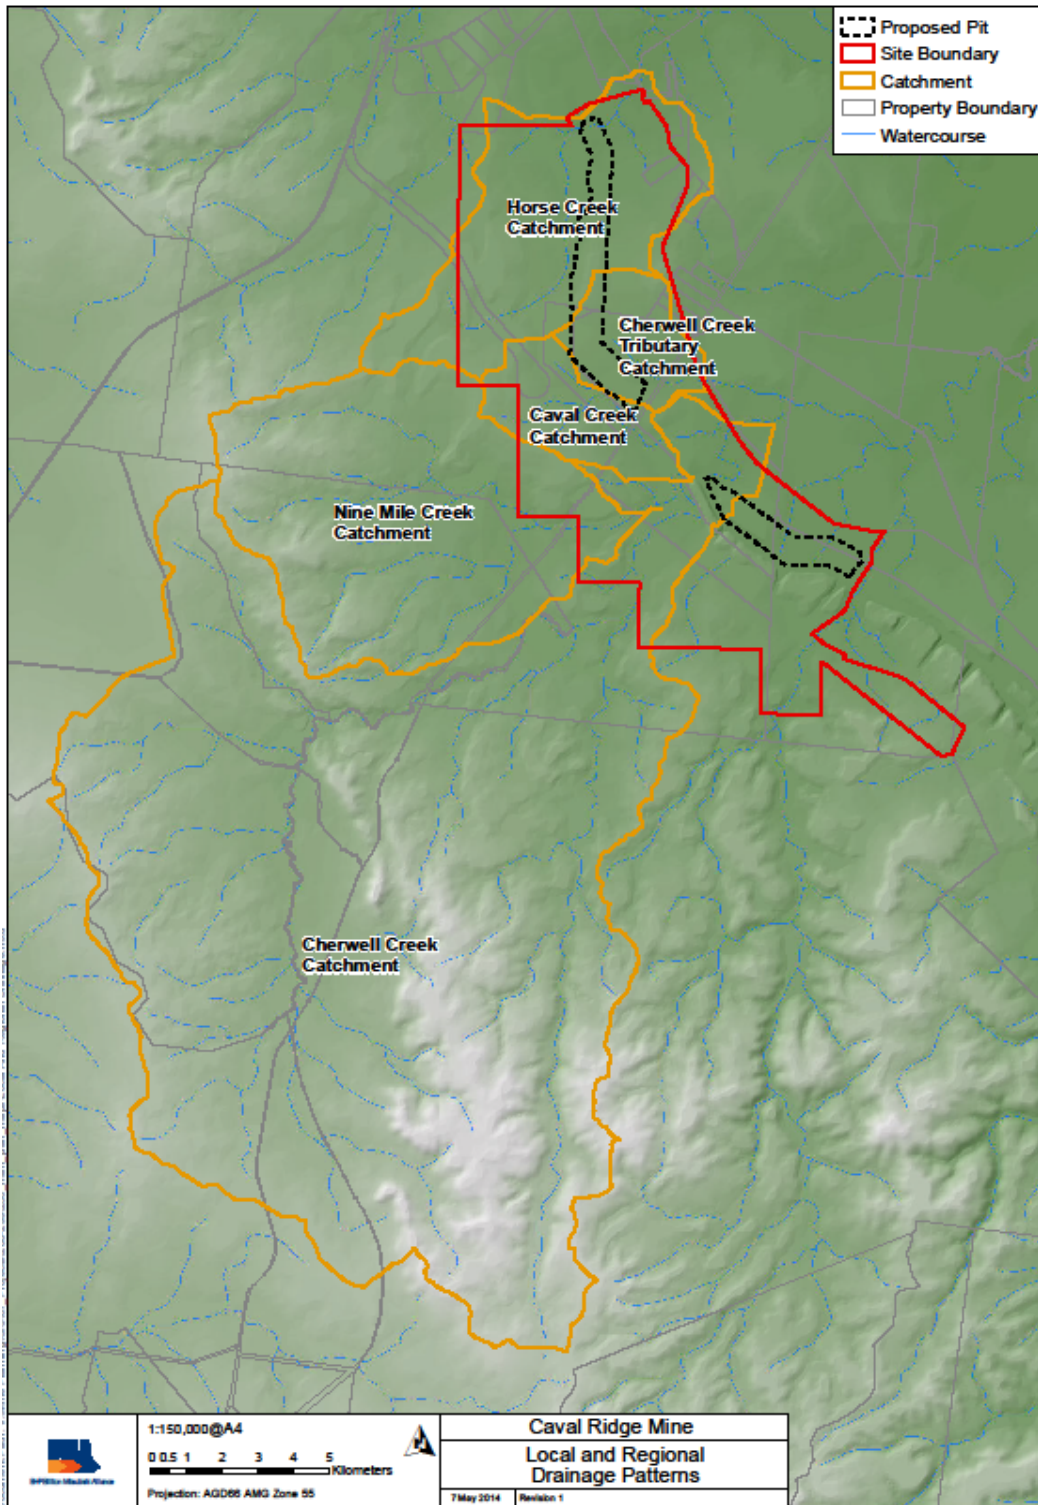 Proposed Pit
Site Boundary
Catchment
Property Boundary
Watercourse
Horse Creek
Catchment
Cherwell Creek
Tributary
Catchment
Caval Creek
Catchment
Nine Mile Creek
Catchment
Cherwell Creek
Catchment
1:150,000@A4
0 0.5 1 2 3 4 5
Kilometers
Projection: AGD66 AMG Zone 55
Caval Ridge Mine
Local and Regional
Drainage Patterns
7 May 2014
Revision 1